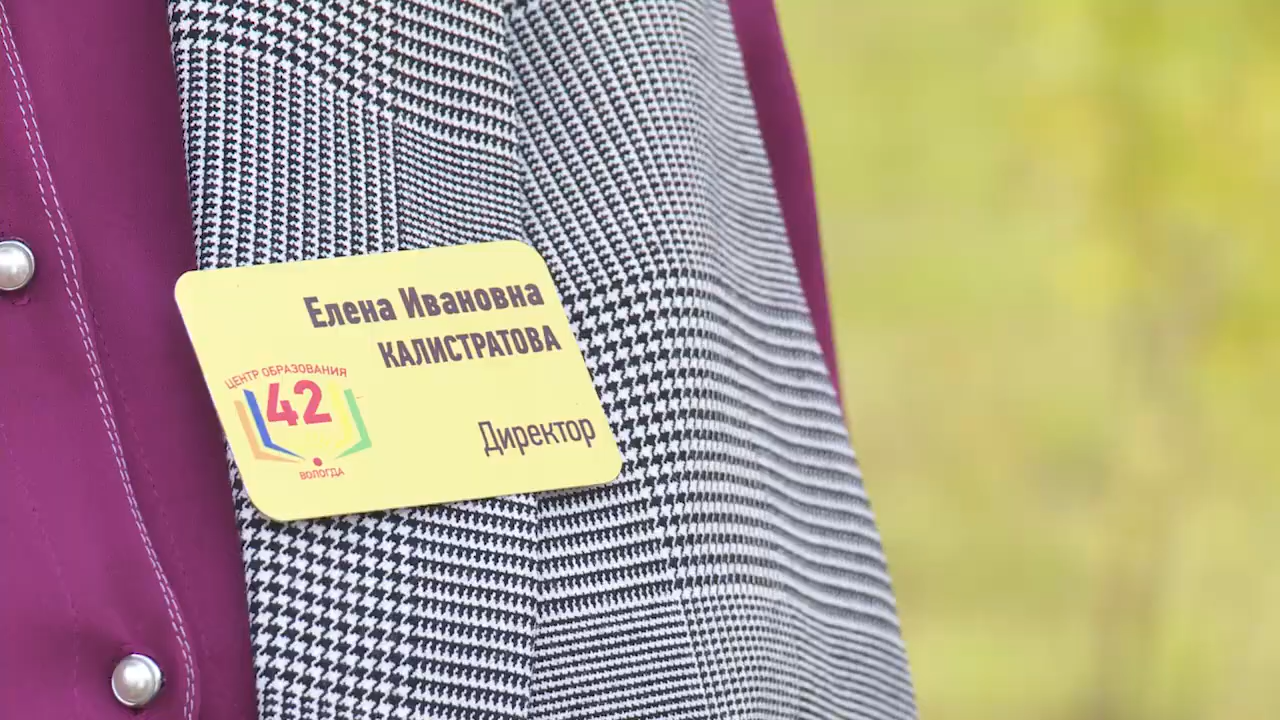 Елена Ивановна
КАЛИСТРАТОВА
ЦЕНТР ОБРАЗОВАНИЯ
42
ВОЛОГДА
Директор